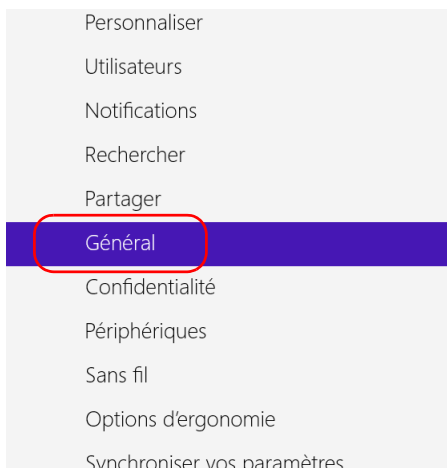 Personnaliser
Utilisateurs
Notifications
Rechercher
Partager
Général
Confidentialité
Périphériques
Sans fil
Options d'ergonomie
Synchroniser vos paramètres